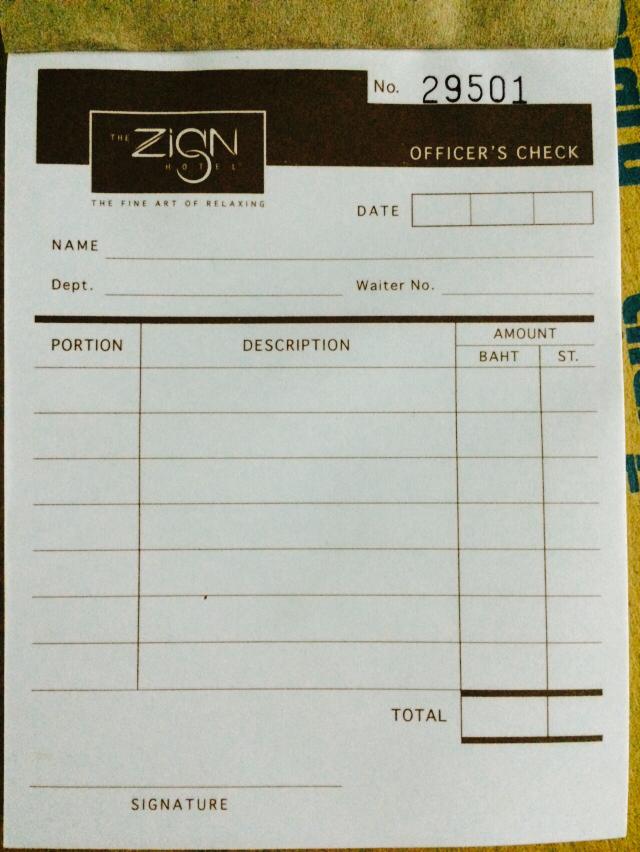 No. 29501
THE ZiGN
HOTEL
OFFICER'S CHECK
THE FINE ART OF RELAXING
DATE
NAME
Dept. Waiter No.
PORTION DESCRIPTION AMOUNT
BAHT ST.
TOTAL
SIGNATURE